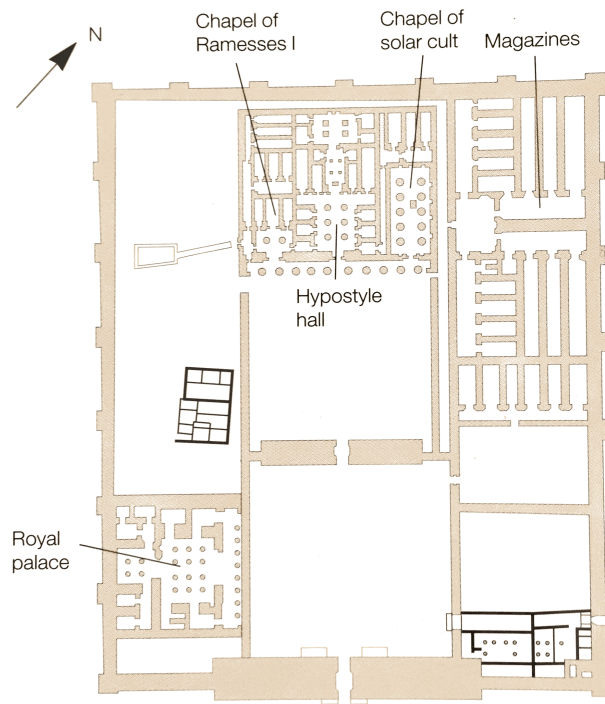 N
Chapel of
Ramesses I
Chapel of
solar cult
Magazines
Hypostyle
hall
Royal
palace